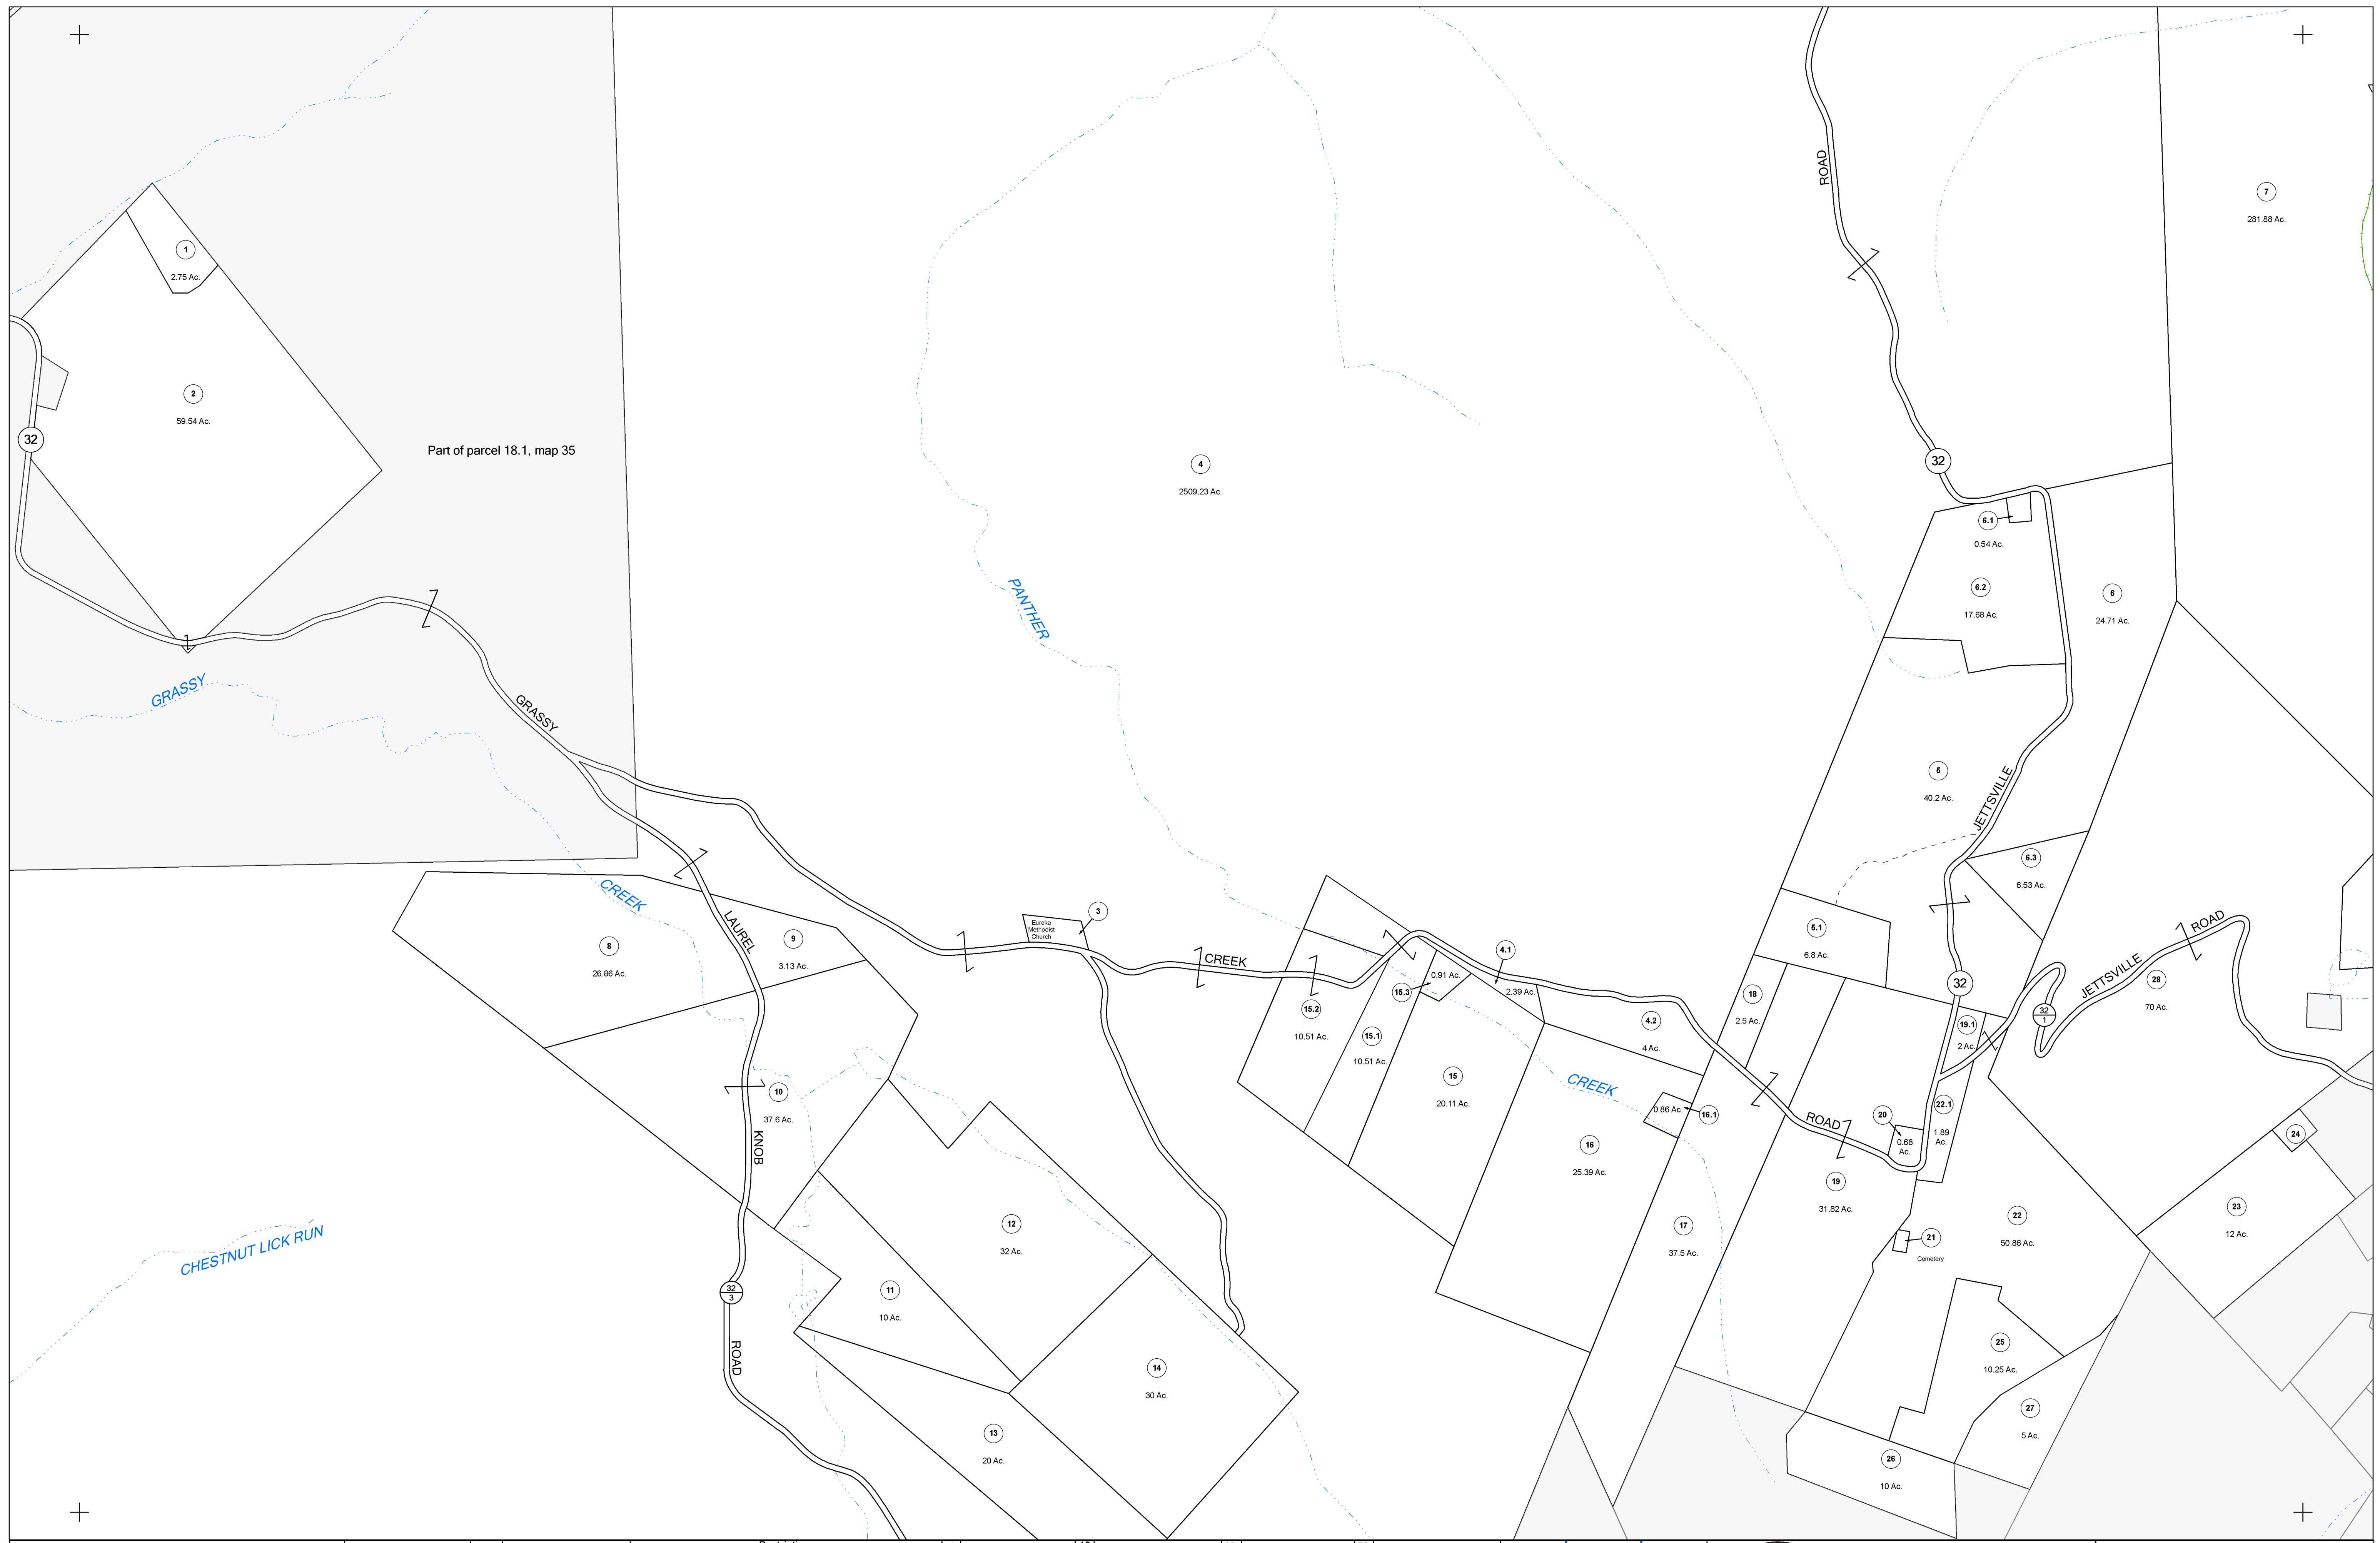 ROAD
7
281.88 Ac.
1
2.75 Ac.
2
59.54 Ac.
32
Part of parcel 18.1, map 35
4
2509.23 Ac.
32
6.1
0.54 Ac.
6.2
17.68 Ac.
6
24.71 Ac.
PANTHER
GRASSY
GRASSY
5
40.2 Ac.
JETTSVILLE
6.3
6.53 Ac.
CREEK
LAUREL
8
26.86 Ac.
9
3.13 Ac.
3
Eureka
Methodist
Church
CREEK
4.1
2.39 Ac.
15.3
0.91 Ac.
15.2
10.51 Ac.
15.1
10.51 Ac.
15
20.11 Ac.
4.2
4 Ac.
5.1
6.8 Ac.
18
2.5 Ac.
32
19.1
2 Ac.
32
1
JETTSVILLE
ROAD
28
70 Ac.
CREEK
16.1
0.86 Ac.
16
25.39 Ac.
ROAD
20
0.68
Ac.
22.1
1.89
Ac.
24
10
37.6 Ac.
KNOB
19
31.82 Ac.
17
37.5 Ac.
21
Cemetery
22
50.86 Ac.
23
12 Ac.
CHESTNUT LICK RUN
12
32 Ac.
32
3
11
10 Ac.
ROAD
14
30 Ac.
25
10.25 Ac.
27
5 Ac.
13
20 Ac.
26
10 Ac.